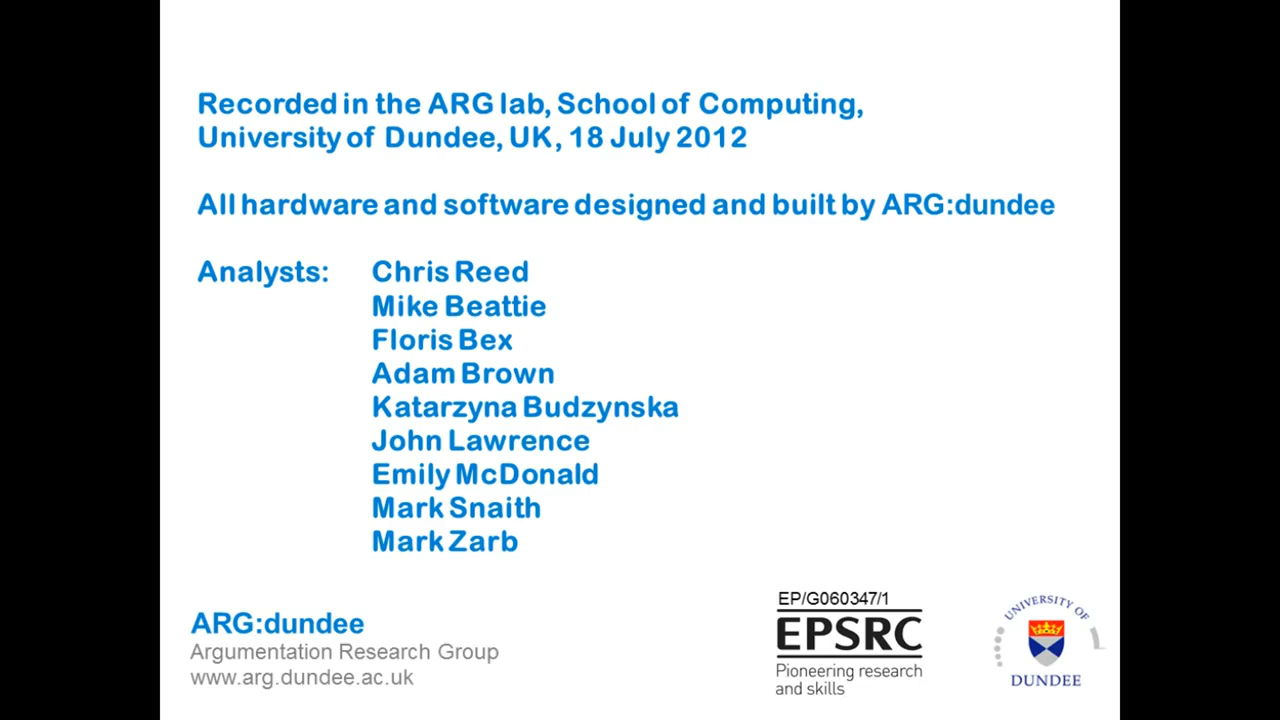 Recorded in the ARG lab, School of Computing,
University of Dundee, UK, 18 July 2012
All hardware and software designed and built by ARG:dundee
Analysts: Chris Reed
Mike Beattie
Floris Bex
Adam Brown
Katarzyna Budzynska
John Lawrence
Emily McDonald
Mark Snaith
Mark Zarb
ARG:dundee
Argumentation Research Group
www.arg.dundee.ac.uk
EP/G060347/1
EPSRC
Pioneering research
and skills
UNIVERSITY OF
DUNDEE